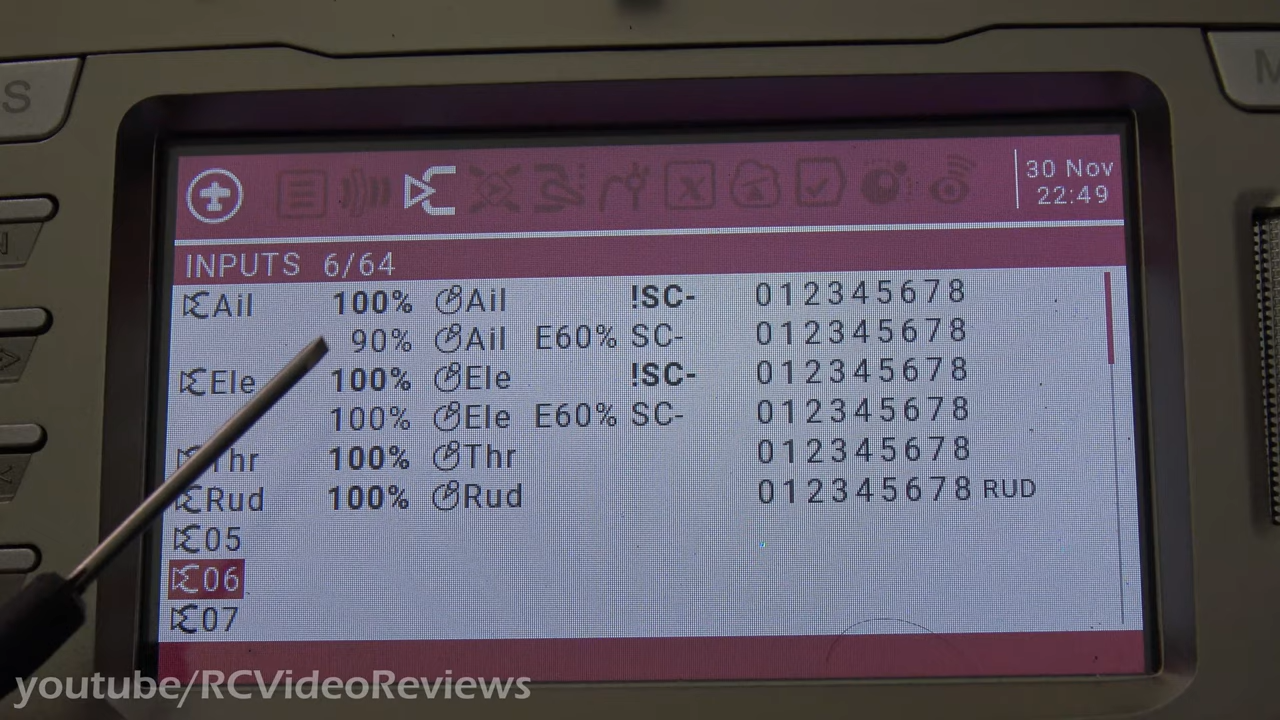 S
M
30 Nov
22:49
INPUTS 6/64
Ail 100% Ail !SC- 012345678
90% Ail E60% SC- 012345678
Ele 100% Ele !SC- 012345678
100% Ele E60% SC- 012345678
Thr 100% Thr 012345678
Rud 100% Rud 012345678 RUD
05
06
07
youtube/RCVideoReviews